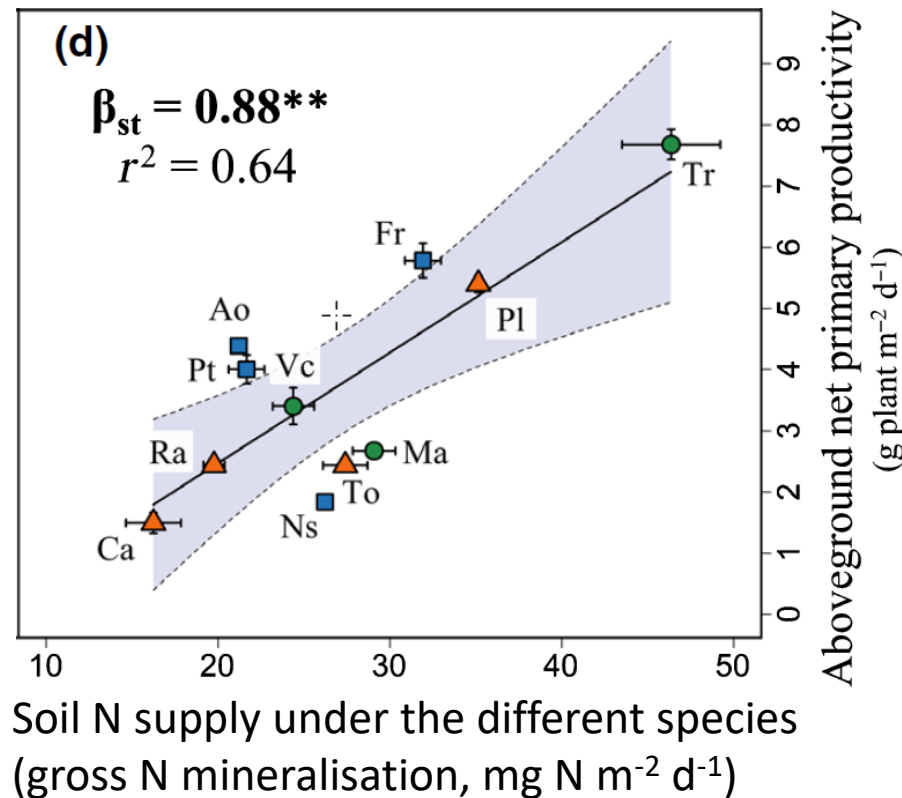 (d)
βst = 0.88**
r² = 0.64
Tr
Fr
Pl
Ao
Pt
Vc
Ra
Ma
To
Ns
Ca
9
8
7
6
5
4
3
2
1
0
Aboveground net primary productivity
(g plant m⁻² d⁻¹)
10 20 30 40 50
Soil N supply under the different species
(gross N mineralisation, mg N m⁻² d⁻¹)